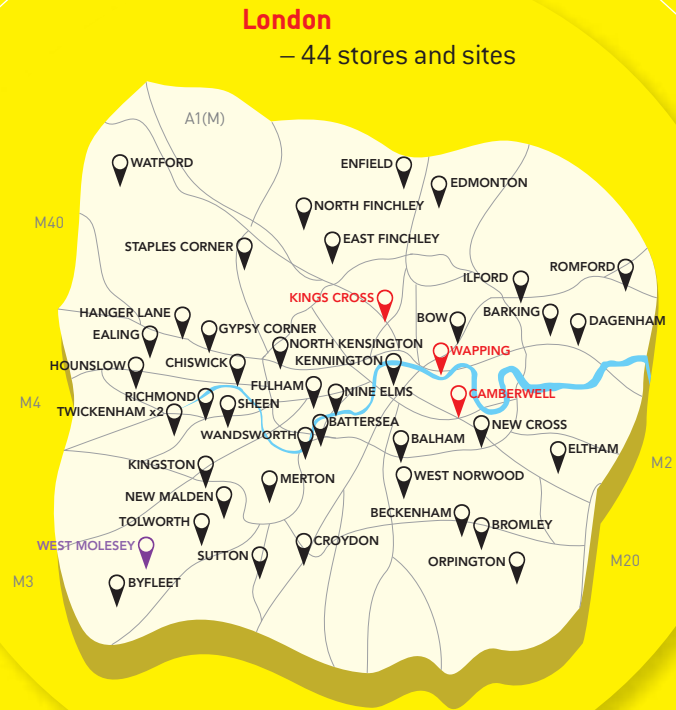 London
– 44 stores and sites
A1(M)
WATFORD
ENFIELD
EDMONTON
NORTH FINCHLEY
M40
EAST FINCHLEY
STAPLES CORNER
ROMFORD
ILFORD
KINGS CROSS
HANGER LANE
BARKING
BOW
DAGENHAM
GYPSY CORNER
EALING
NORTH KENSINGTON
WAPPING
KENNINGTON
CHISWICK
HOUNSLOW
FULHAM
NINE ELMS
CAMBERWELL
RICHMOND
M4
SHEEN
TWICKENHAM x2
BATTERSEA
NEW CROSS
WANDSWORTH
BALHAM
ELTHAM
M2
KINGSTON
MERTON
WEST NORWOOD
NEW MALDEN
BECKENHAM
TOLWORTH
BROMLEY
CROYDON
WEST MOLESEY
SUTTON
ORPINGTON
M20
M3
BYFLEET